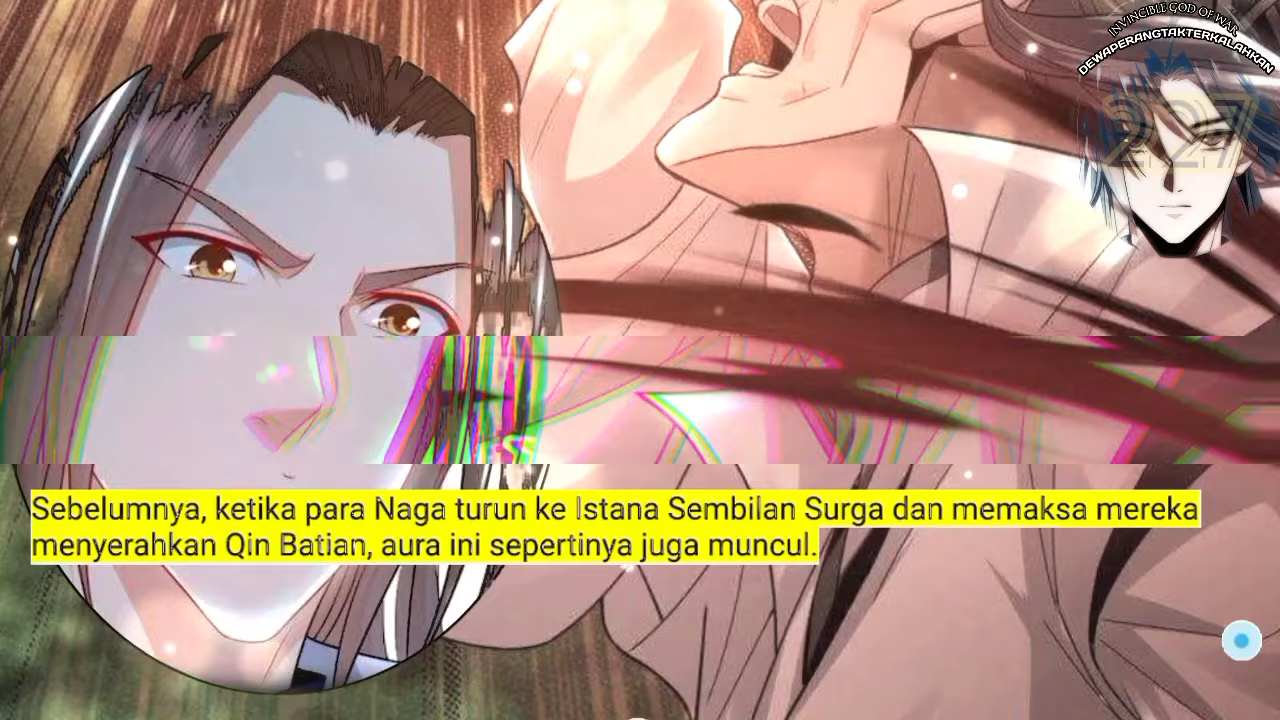 INVINCIBLE GOD OF WAR
DEWAPERANGTAKTERKALAHKAN
227
Sebelumnya, ketika para Naga turun ke Istana Sembilan Surga dan memaksa mereka
menyerahkan Qin Batian, aura ini sepertinya juga muncul.